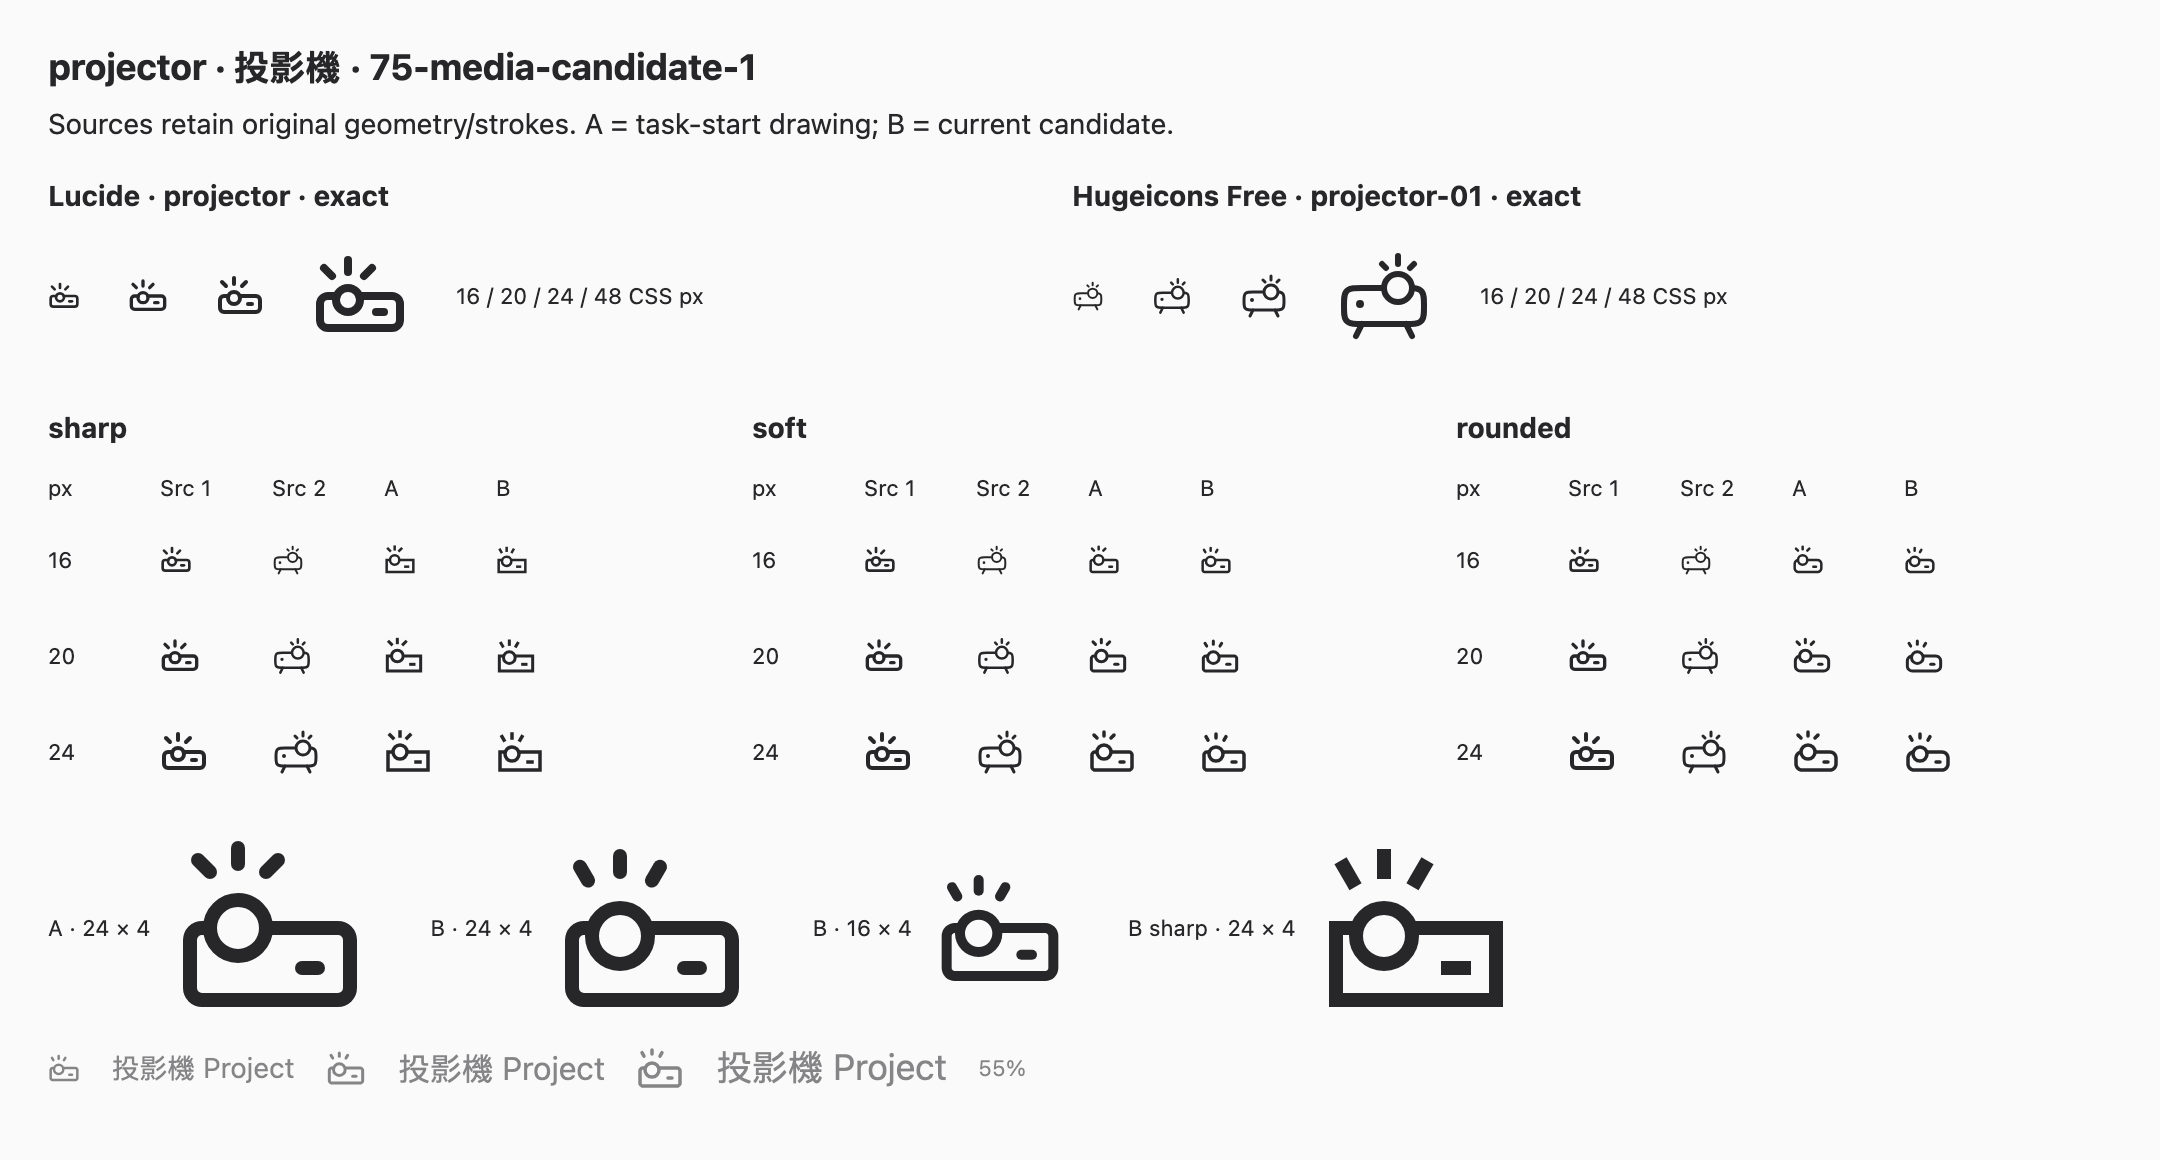 projector · 投影機 · 75-media-candidate-1
Sources retain original geometry/strokes. A = task-start drawing; B = current candidate.
Lucide · projector · exact
16 / 20 / 24 / 48 CSS px
Hugeicons Free · projector-01 · exact
16 / 20 / 24 / 48 CSS px
sharp
px Src 1 Src 2 A B
16
20
24
soft
px Src 1 Src 2 A B
16
20
24
rounded
px Src 1 Src 2 A B
16
20
24
A · 24 × 4
B · 24 × 4
B · 16 × 4
B sharp · 24 × 4
投影機 Project
投影機 Project
投影機 Project
55%